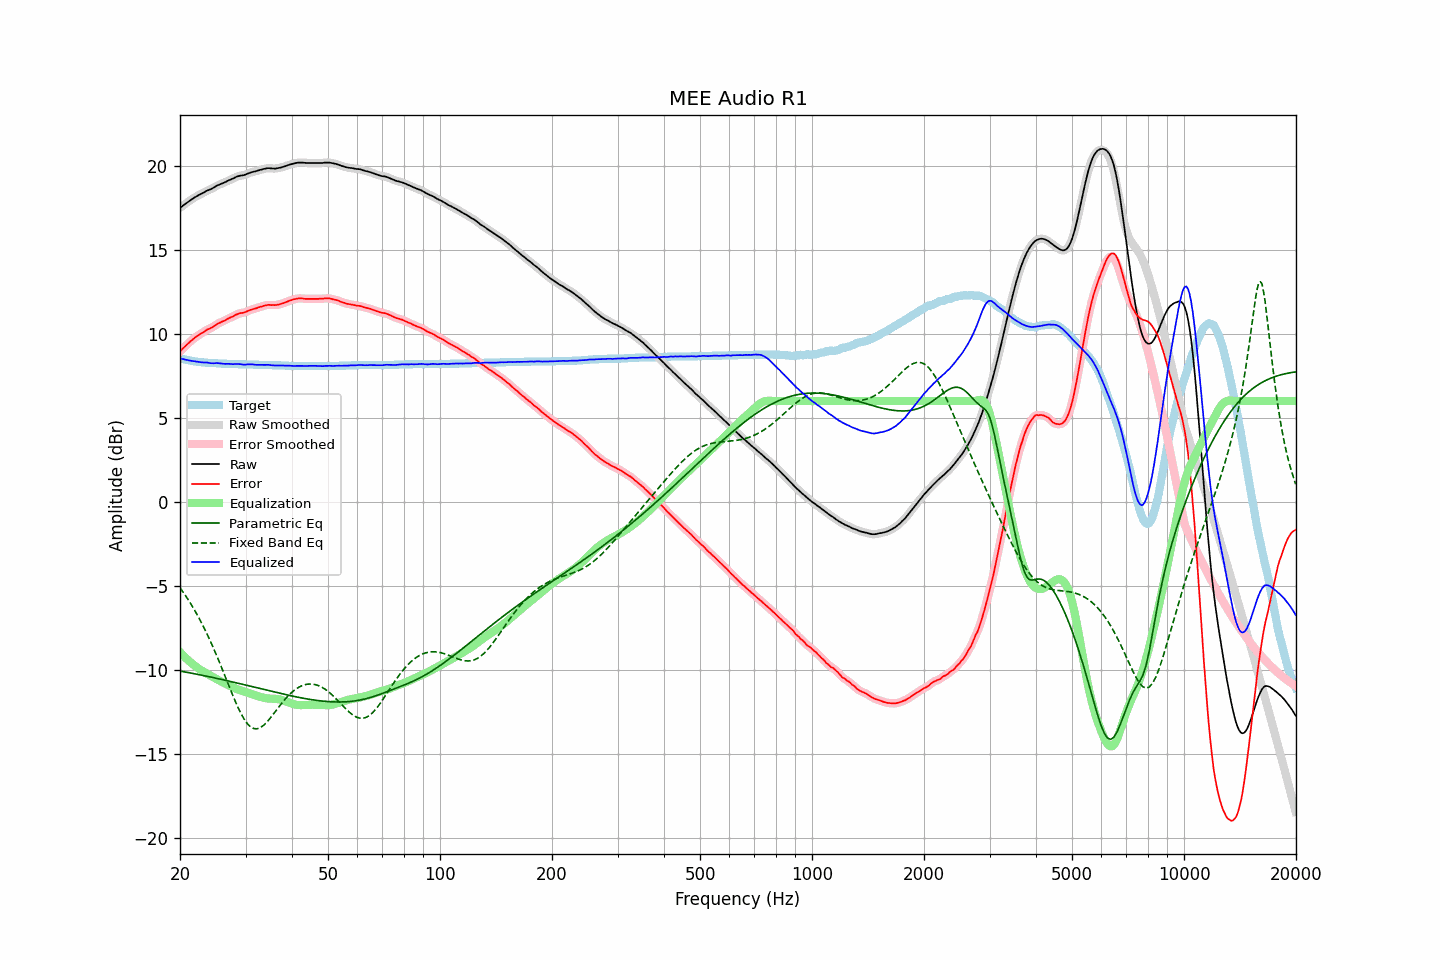 MEE Audio R1
Amplitude (dBr)
20
15
10
5
0
−5
−10
−15
−20
Target
Raw Smoothed
Error Smoothed
Raw
Error
Equalization
Parametric Eq
Fixed Band Eq
Equalized
20 50 100 200 500 1000 2000 5000 10000 20000
Frequency (Hz)